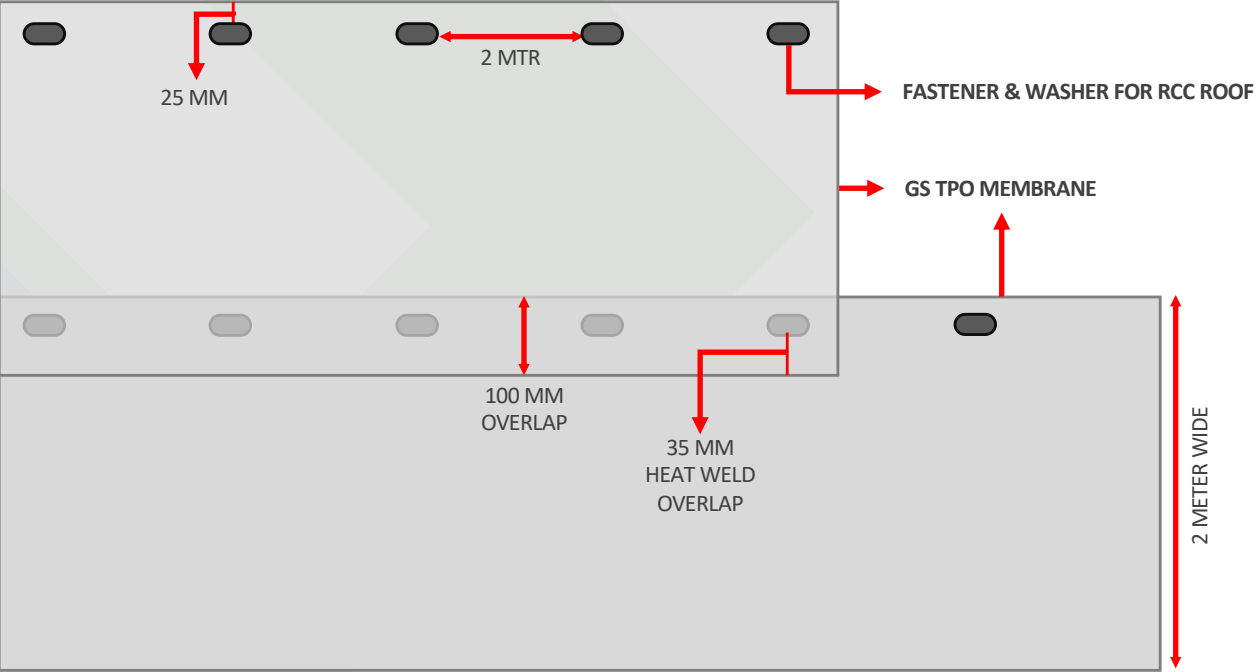 2 MTR
25 MM
FASTENER & WASHER FOR RCC ROOF
GS TPO MEMBRANE
100 MM
OVERLAP
35 MM
HEAT WELD
OVERLAP
2 METER WIDE